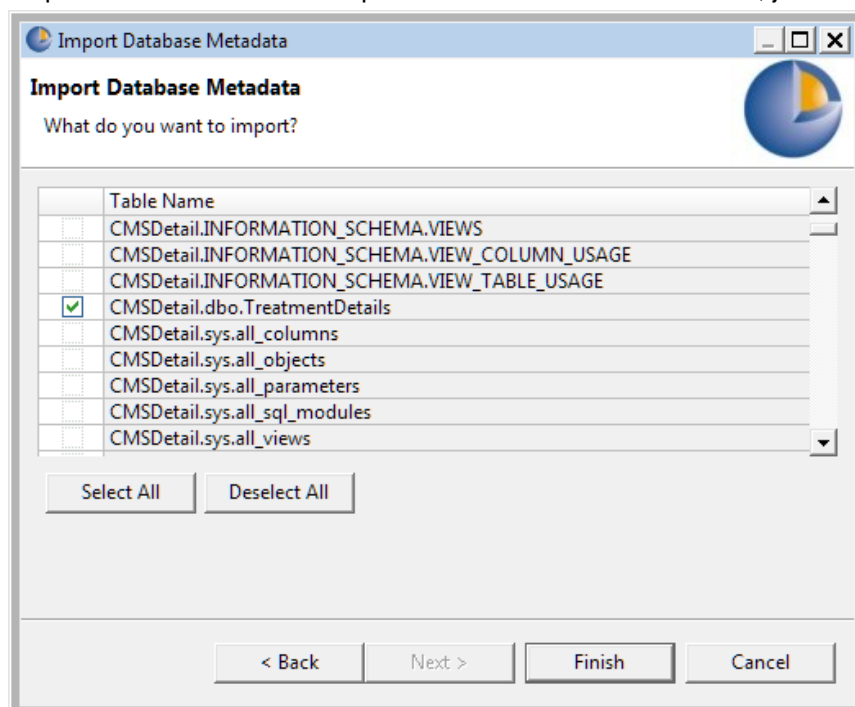 Import Database Metadata
Import Database Metadata
What do you want to import?
Table Name
CMSDetail.INFORMATION_SCHEMA.VIEWS
CMSDetail.INFORMATION_SCHEMA.VIEW_COLUMN_USAGE
CMSDetail.INFORMATION_SCHEMA.VIEW_TABLE_USAGE
CMSDetail.dbo.TreatmentDetails
CMSDetail.sys.all_columns
CMSDetail.sys.all_objects
CMSDetail.sys.all_parameters
CMSDetail.sys.all_sql_modules
CMSDetail.sys.all_views
Select All Deselect All
< Back Next > Finish Cancel